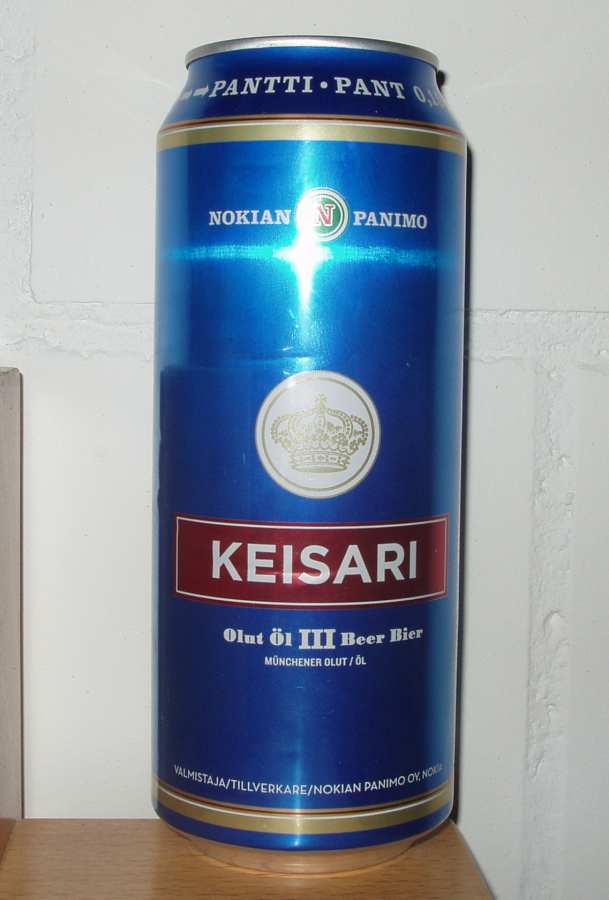 PANTTI • PANT
NOKIAN N PANIMO
KEISARI
Olut Öl III Beer Bier
MÜNCHENER OLUT / ÖL
VALMISTAJA/TILLVERKARE/NOKIAN PANIMO OY, NOKIA